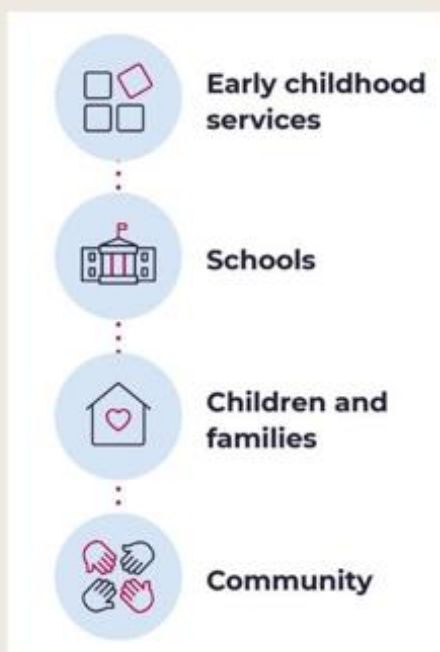 Early childhood
services
Schools
Children and
families
Community